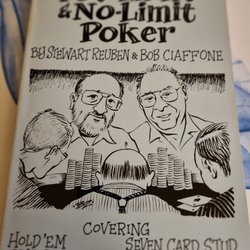 & NO-LIMIT
POKER
BY STEWART REUBEN & BOB CIAFFONE
COVERING
HOLD 'EM SEVEN CARD STUD